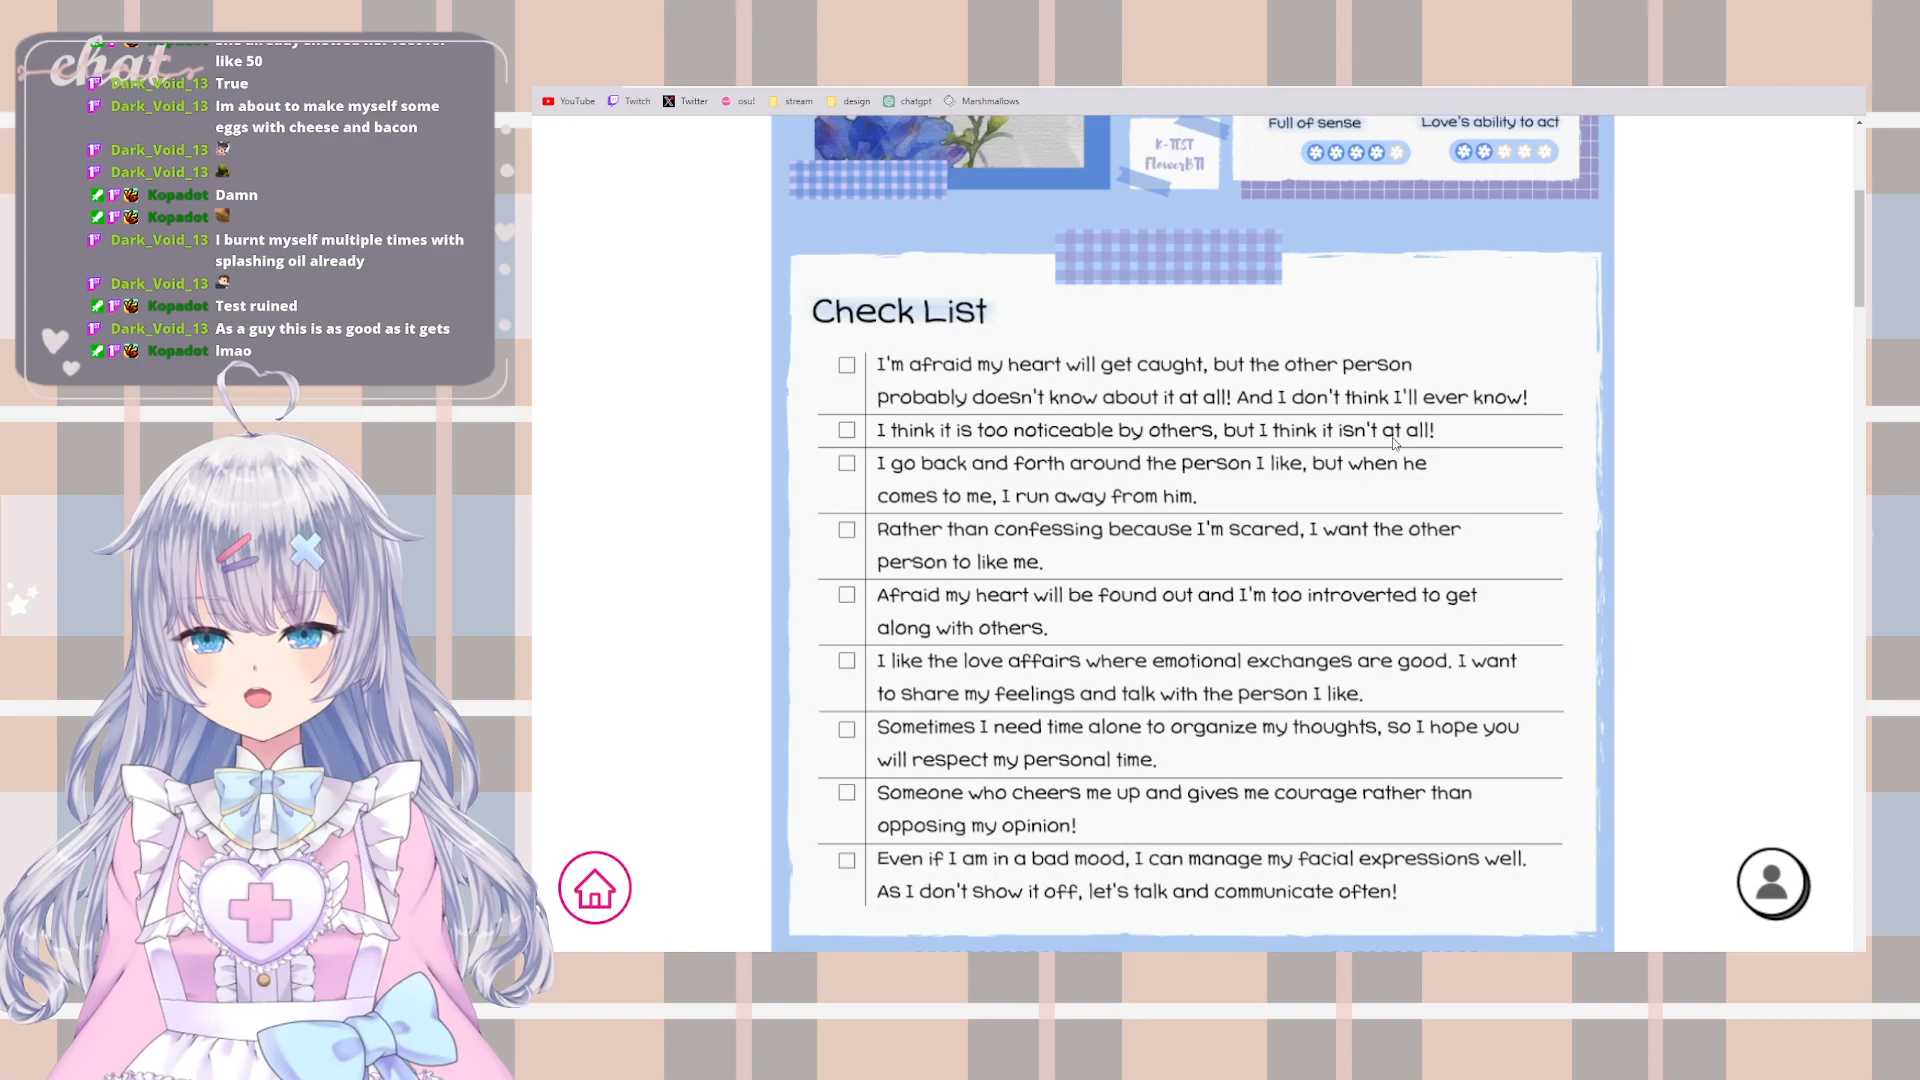 chat
like 50
Dark_Void_13 True
Dark_Void_13 Im about to make myself some
eggs with cheese and bacon
Dark_Void_13
Dark_Void_13
Kopadot Damn
Kopadot
Dark_Void_13 I burnt myself multiple times with
splashing oil already
Dark_Void_13
Kopadot Test ruined
Dark_Void_13 As a guy this is as good as it gets
Kopadot lmao
YouTube Twitch Twitter osu! stream design chatgpt Marshmallows
K-TEST
FlowerBTI
Full of sense Love's ability to act
Check List
I'm afraid my heart will get caught, but the other person
probably doesn't know about it at all! And I don't think I'll ever know!
I think it is too noticeable by others, but I think it isn't at all!
I go back and forth around the person I like, but when he
comes to me, I run away from him.
Rather than confessing because I'm scared, I want the other
person to like me.
Afraid my heart will be found out and I'm too introverted to get
along with others.
I like the love affairs where emotional exchanges are good. I want
to share my feelings and talk with the person I like.
Sometimes I need time alone to organize my thoughts, so I hope you
will respect my personal time.
Someone who cheers me up and gives me courage rather than
opposing my opinion!
Even if I am in a bad mood, I can manage my facial expressions well.
As I don't show it off, let's talk and communicate often!